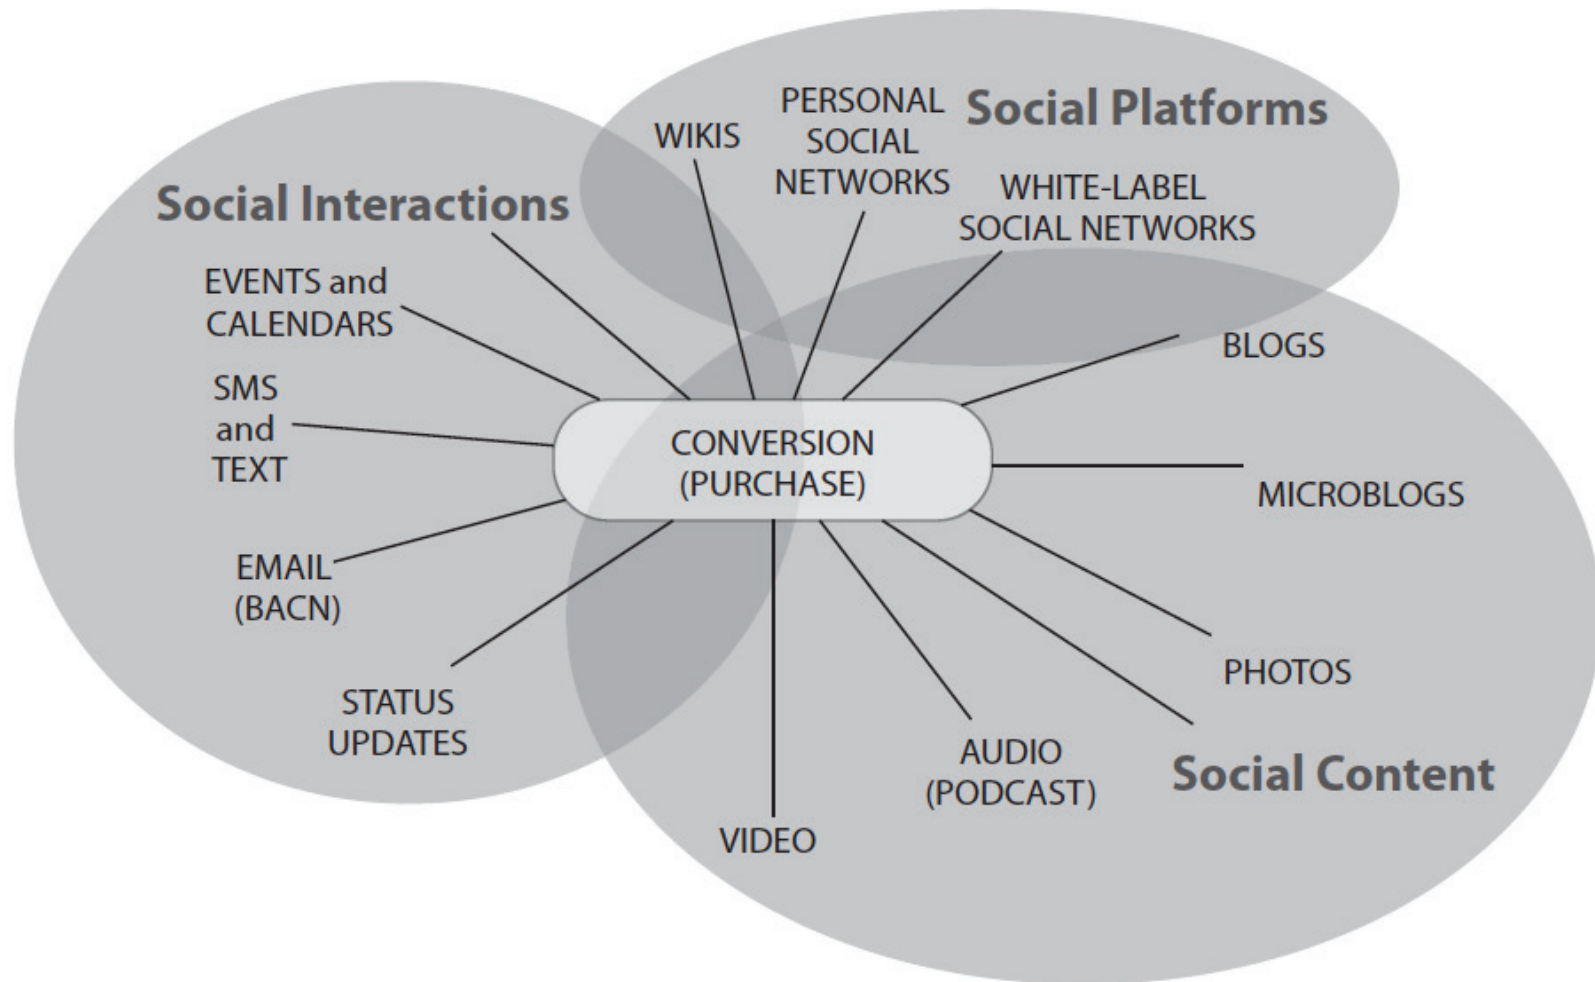 Social Platforms
PERSONAL
SOCIAL
NETWORKS
WIKIS
WHITE-LABEL
SOCIAL NETWORKS
Social Interactions
EVENTS and
CALENDARS
SMS
and
TEXT
EMAIL
(BACN)
STATUS
UPDATES
CONVERSION
(PURCHASE)
BLOGS
MICROBLOGS
PHOTOS
Social Content
AUDIO
(PODCAST)
VIDEO